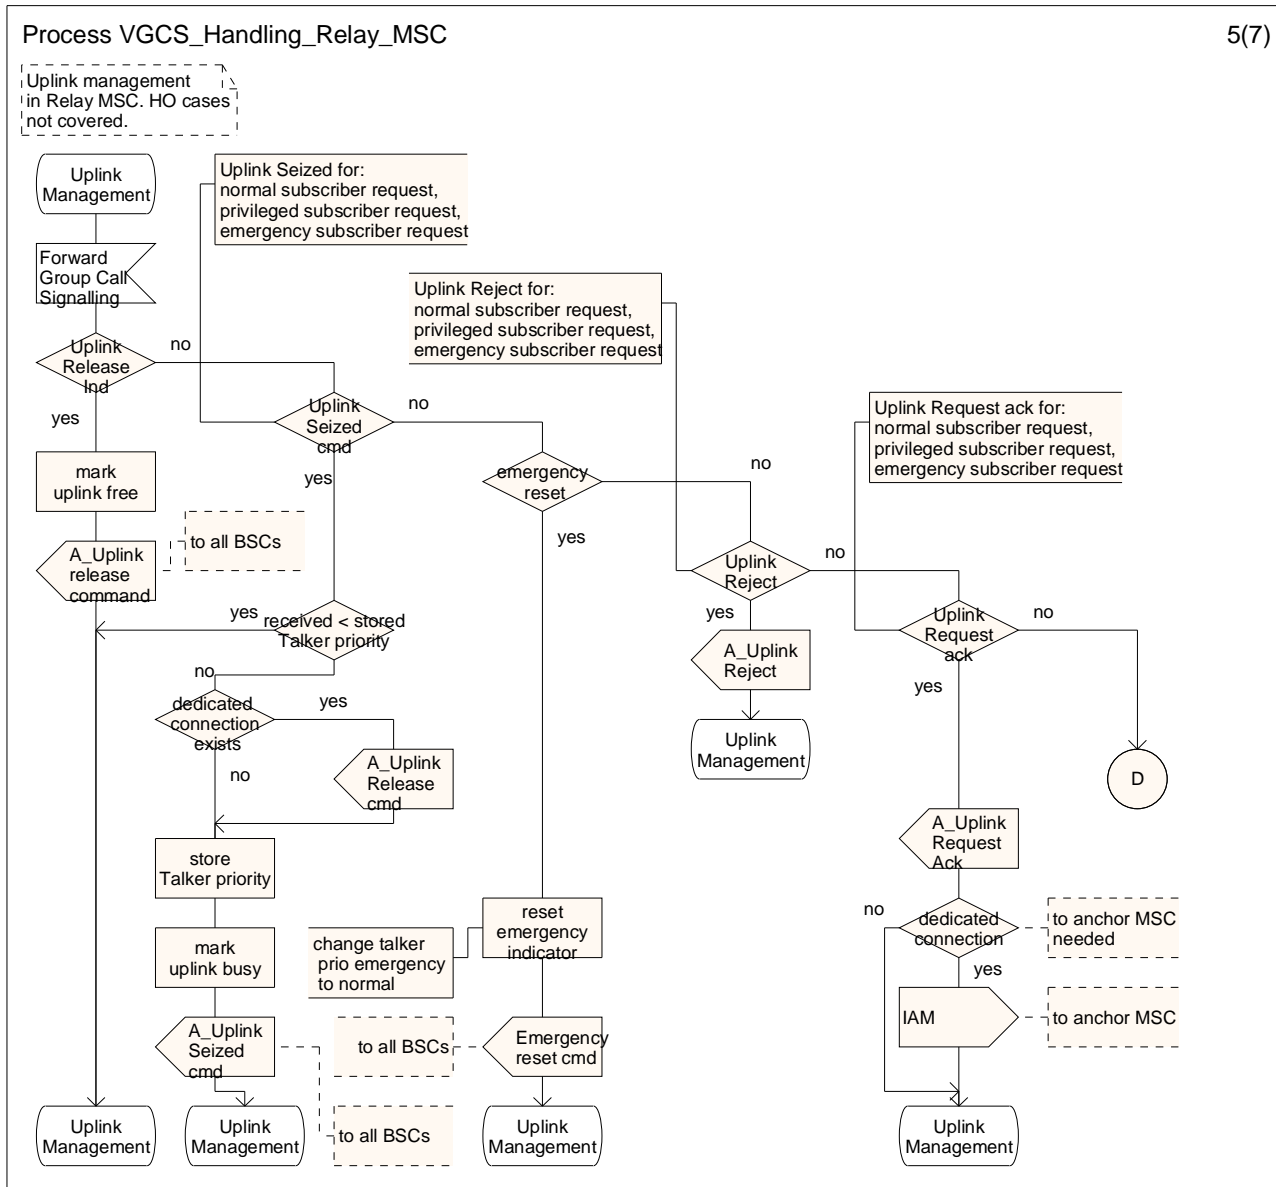 Process VGCS_Handling_Relay_MSC
5(7)
Uplink management
in Relay MSC. HO cases
not covered.
Uplink
Management
Uplink Seized for:
normal subscriber request,
privileged subscriber request,
emergency subscriber request
Forward
Group Call
Signalling
Uplink Reject for:
normal subscriber request,
privileged subscriber request,
emergency subscriber request
Uplink
Release
Ind
no
yes
Uplink
Seized
cmd
no
yes
Uplink Request ack for:
normal subscriber request,
privileged subscriber request,
emergency subscriber request
mark
uplink free
emergency
reset
no
yes
A_Uplink
release
command
to all BSCs
Uplink
Reject
no
yes
received < stored
Talker priority
yes
no
Uplink
Request
ack
no
yes
A_Uplink
Reject
dedicated
connection
exists
yes
no
Uplink
Management
A_Uplink
Release
cmd
D
store
Talker priority
A_Uplink
Request
Ack
mark
uplink busy
change talker
prio emergency
to normal
reset
emergency
indicator
no
dedicated
connection
to anchor MSC
needed
yes
A_Uplink
Seized
cmd
to all BSCs
Emergency
reset cmd
IAM
to anchor MSC
Uplink
Management
Uplink
Management
to all BSCs
Uplink
Management
Uplink
Management